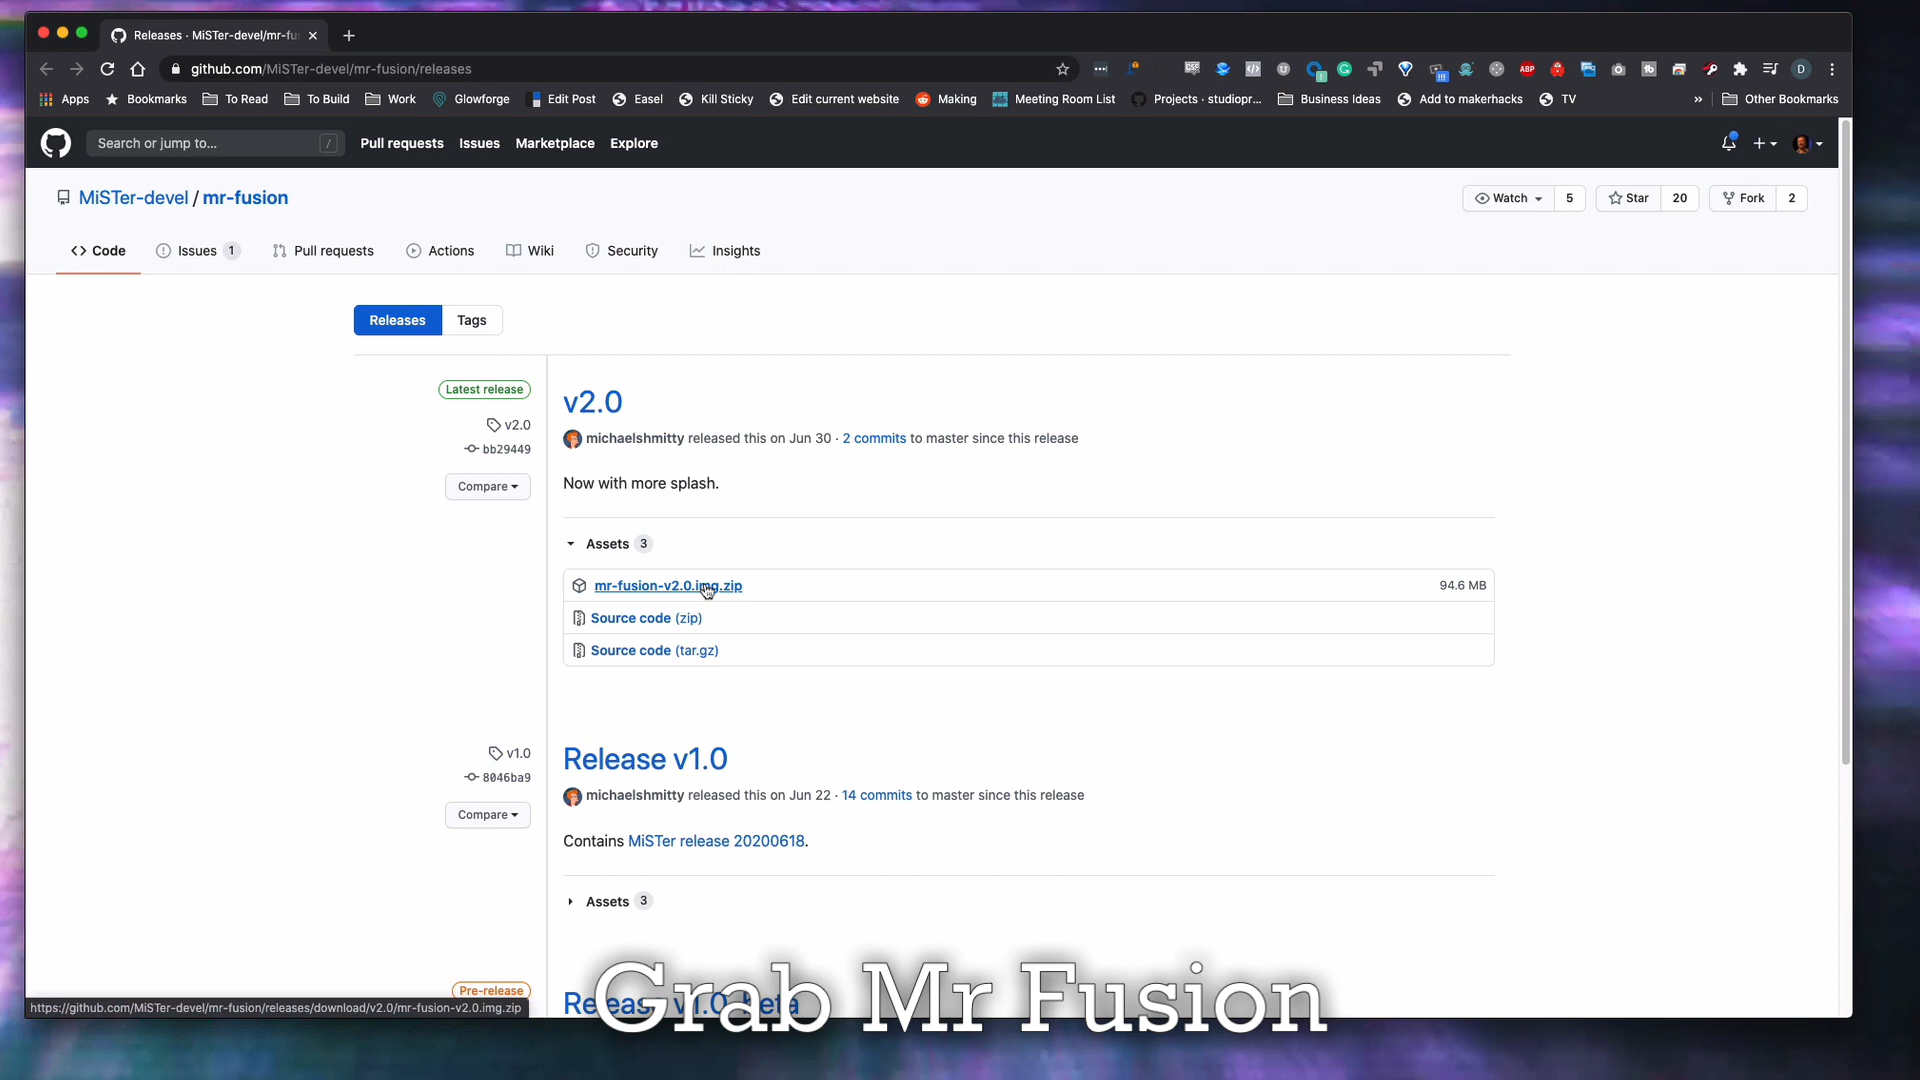 Releases · MiSTer-devel/mr-fu
github.com/MiSTer-devel/mr-fusion/releases
Apps Bookmarks To Read To Build Work Glowforge Edit Post Easel Kill Sticky Edit current website Making Meeting Room List Projects · studiopr... Business Ideas Add to makerhacks TV » Other Bookmarks
Search or jump to... / Pull requests Issues Marketplace Explore
MiSTer-devel / mr-fusion Watch 5 Star 20 Fork 2
Code Issues 1 Pull requests Actions Wiki Security Insights
Releases Tags
Latest release
v2.0
v2.0
bb29449
michaelshmitty released this on Jun 30 · 2 commits to master since this release
Compare
Now with more splash.
Assets 3
mr-fusion-v2.0.img.zip 94.6 MB
Source code (zip)
Source code (tar.gz)
v1.0
Release v1.0
8046ba9
michaelshmitty released this on Jun 22 · 14 commits to master since this release
Compare
Contains MiSTer release 20200618.
Assets 3
Pre-release
Release v1.0-beta
https://github.com/MiSTer-devel/mr-fusion/releases/download/v2.0/mr-fusion-v2.0.img.zip
Grab Mr Fusion